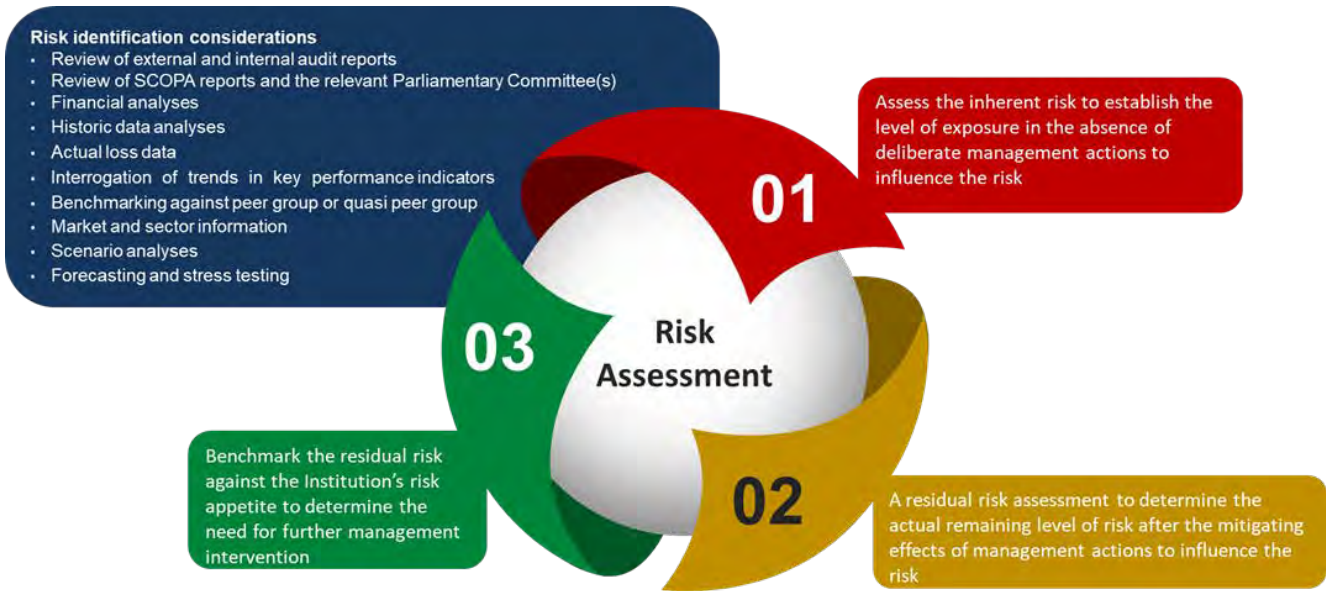 Risk identification considerations
• Review of external and internal audit reports
• Review of SCOPA reports and the relevant Parliamentary Committee(s)
• Financial analyses
• Historic data analyses
• Actual loss data
• Interrogation of trends in key performance indicators
• Benchmarking against peer group or quasi peer group
• Market and sector information
• Scenario analyses
• Forecasting and stress testing
01
Assess the inherent risk to establish the
level of exposure in the absence of
deliberate management actions to
influence the risk
Risk
Assessment
02
A residual risk assessment to determine the
actual remaining level of risk after the mitigating
effects of management actions to influence the
risk
03
Benchmark the residual risk
against the Institution's risk
appetite to determine the
need for further management
intervention